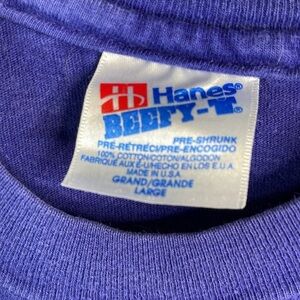 Hanes®
BEEFY-T®
PRE-SHRUNK
PRE-RÉTRÉCI/PRE-ENCOGIDO
100% COTTON/COTON/ALGODON
FABRIQUE AUX É-U/HECHO EN LOS E.U.A.
MADE IN U.S.A.
GRAND/GRANDE
LARGE